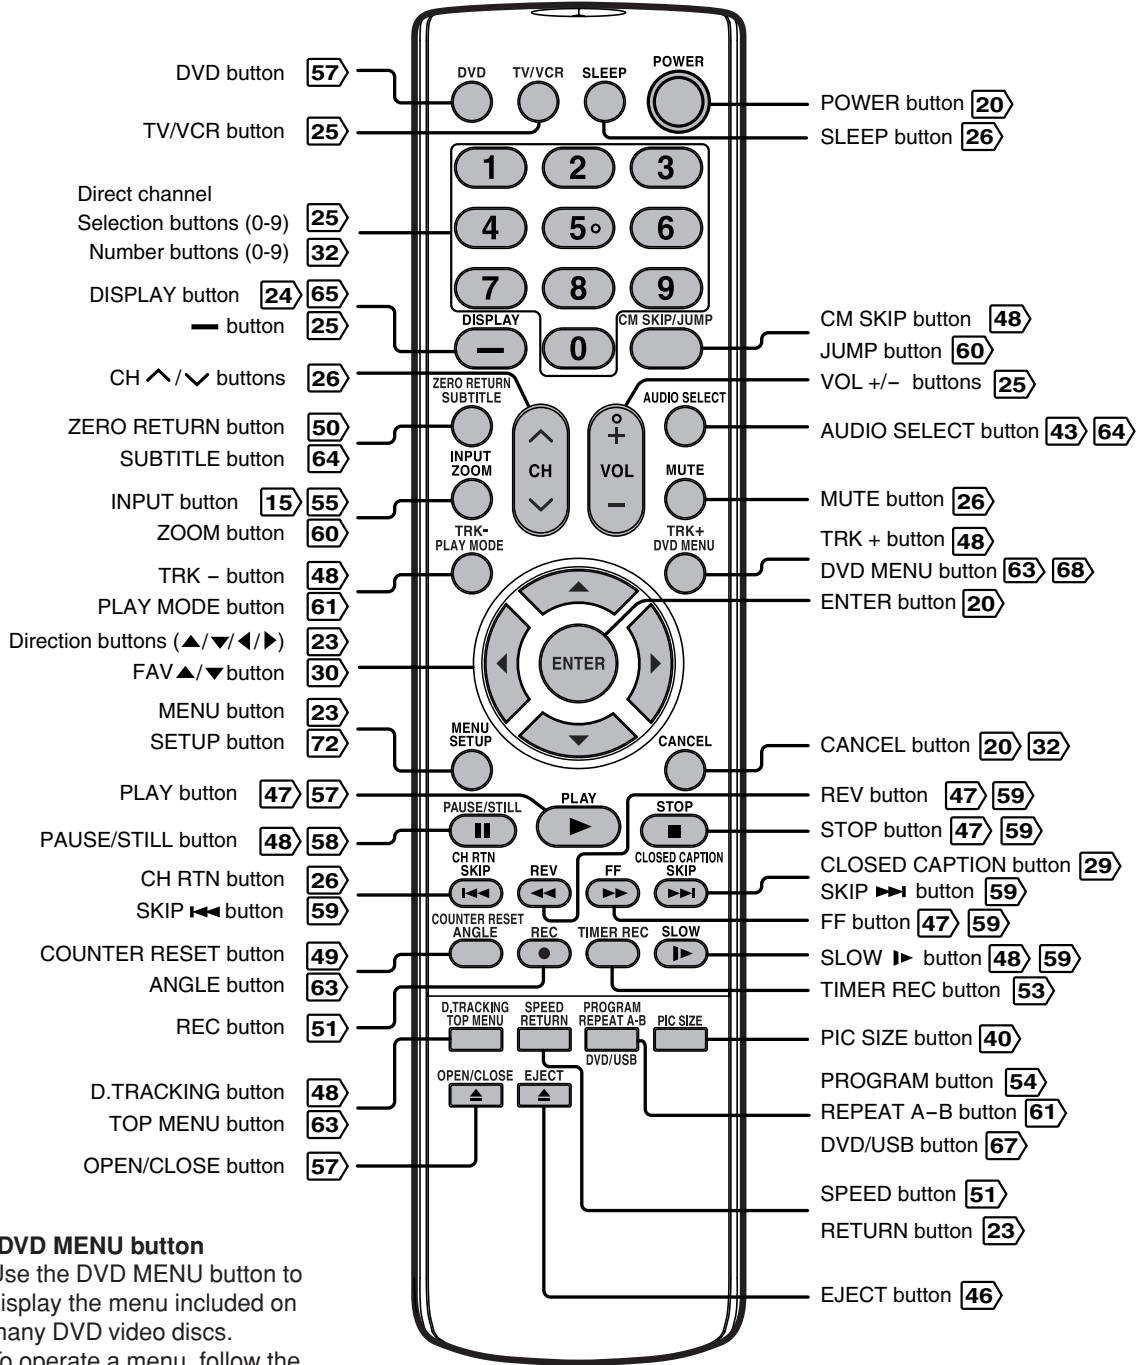 DVD button 57
TV/VCR button 25
Direct channel
Selection buttons (0-9) 25
Number buttons (0-9) 32
DISPLAY button 24 65
— button 25
CH ∧/∨ buttons 26
ZERO RETURN button 50
SUBTITLE button 64
INPUT button 15 55
ZOOM button 60
TRK – button 48
PLAY MODE button 61
Direction buttons (▲/▼/◀/▶) 23
FAV▲/▼button 30
MENU button 23
SETUP button 72
PLAY button 47 57
PAUSE/STILL button 48 58
CH RTN button 26
SKIP |◀◀ button 59
COUNTER RESET button 49
ANGLE button 63
REC button 51
D.TRACKING button 48
TOP MENU button 63
OPEN/CLOSE button 57
DVD TV/VCR SLEEP POWER
1 2 3
4 5 6
7 8 9
DISPLAY CM SKIP/JUMP
— 0
ZERO RETURN
SUBTITLE AUDIO SELECT
INPUT
ZOOM CH + VOL – MUTE
TRK- TRK+
PLAY MODE DVD MENU
ENTER
MENU
SETUP CANCEL
PAUSE/STILL PLAY STOP
CH RTN CLOSED CAPTION
SKIP REV FF SKIP
COUNTER RESET
ANGLE REC TIMER REC SLOW
D.TRACKING SPEED PROGRAM
TOP MENU RETURN REPEAT A-B PIC SIZE
DVD/USB
OPEN/CLOSE EJECT
POWER button 20
SLEEP button 26
CM SKIP button 48
JUMP button 60
VOL +/– buttons 25
AUDIO SELECT button 43 64
MUTE button 26
TRK + button 48
DVD MENU button 63 68
ENTER button 20
CANCEL button 20 32
REV button 47 59
STOP button 47 59
CLOSED CAPTION button 29
SKIP ▶▶| button 59
FF button 47 59
SLOW |▶ button 48 59
TIMER REC button 53
PIC SIZE button 40
PROGRAM button 54
REPEAT A–B button 61
DVD/USB button 67
SPEED button 51
RETURN button 23
EJECT button 46
DVD MENU button
Use the DVD MENU button to
display the menu included on
many DVD video discs.
To operate a menu, follow the